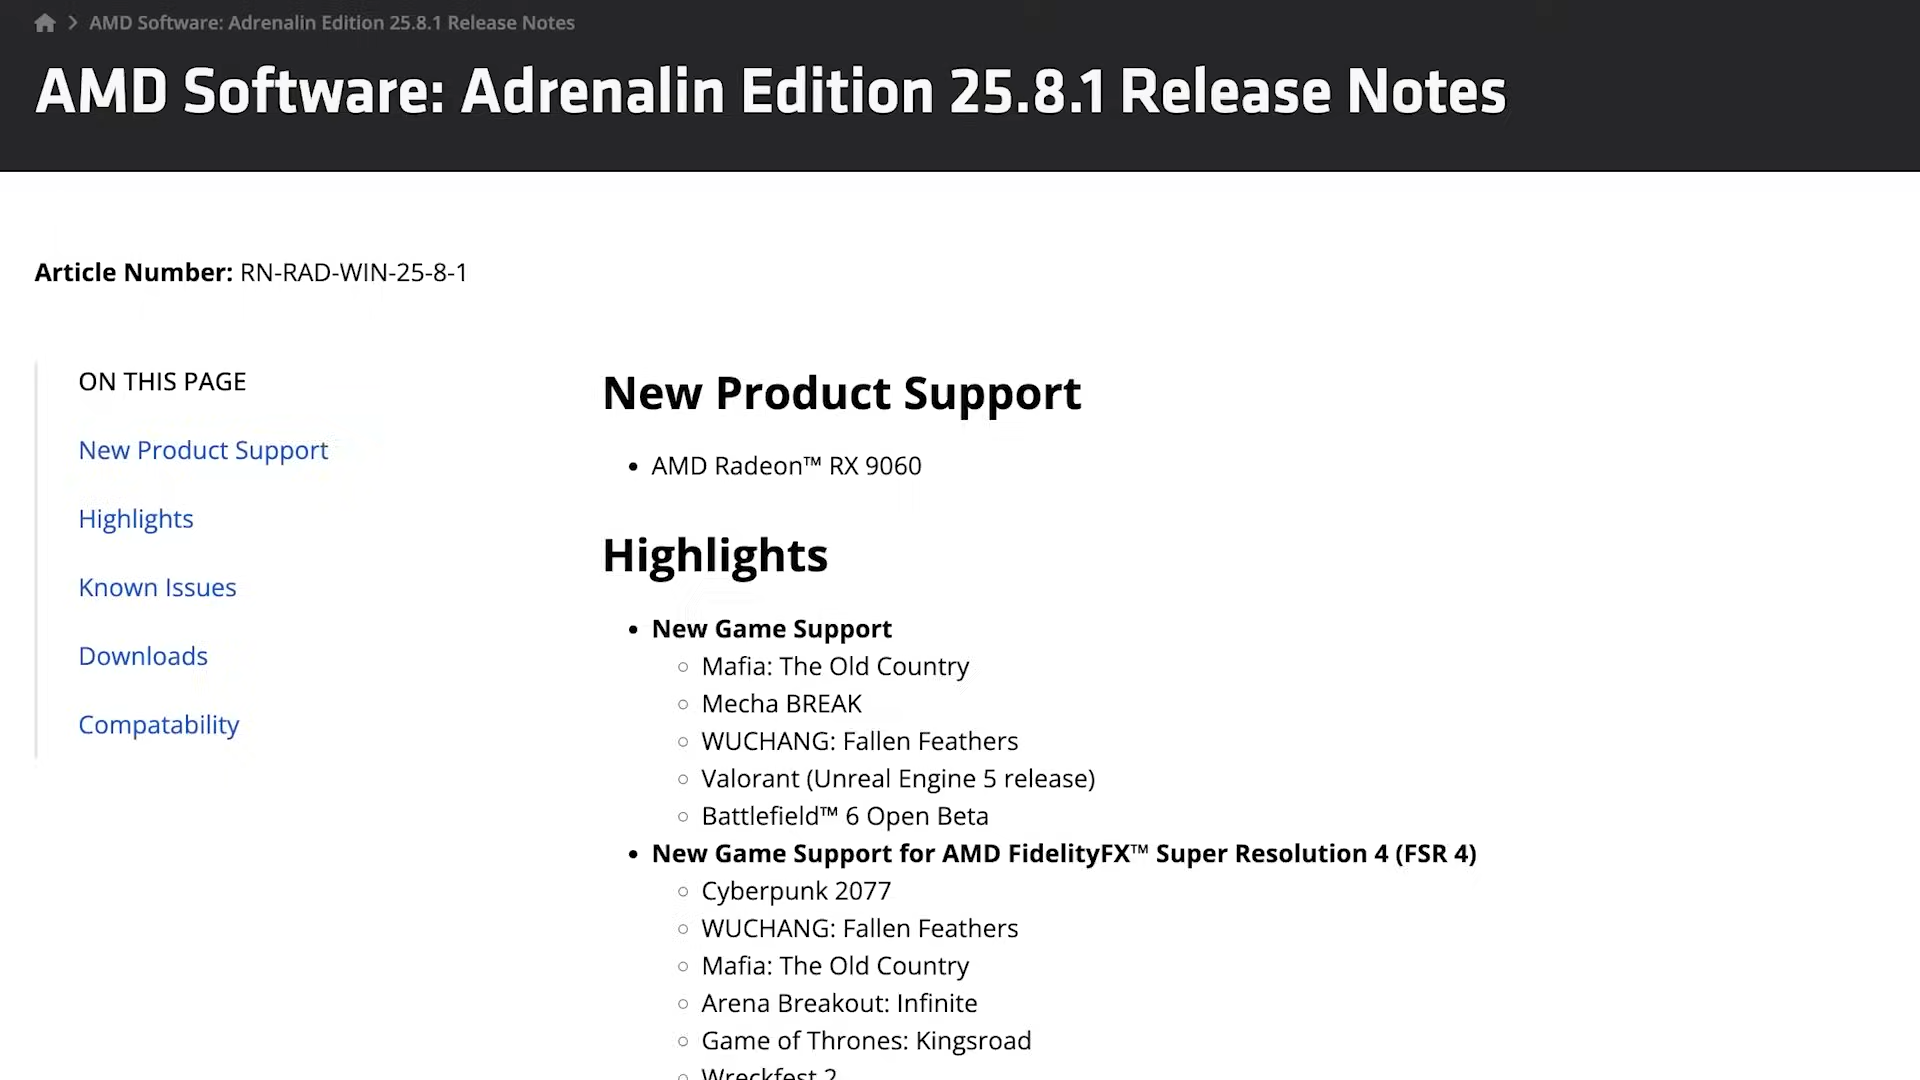 AMD Software: Adrenalin Edition 25.8.1 Release Notes
AMD Software: Adrenalin Edition 25.8.1 Release Notes
Article Number: RN-RAD-WIN-25-8-1
ON THIS PAGE
New Product Support
Highlights
Known Issues
Downloads
Compatability
New Product Support
• AMD Radeon™ RX 9060
Highlights
• New Game Support
○ Mafia: The Old Country
○ Mecha BREAK
○ WUCHANG: Fallen Feathers
○ Valorant (Unreal Engine 5 release)
○ Battlefield™ 6 Open Beta
• New Game Support for AMD FidelityFX™ Super Resolution 4 (FSR 4)
○ Cyberpunk 2077
○ WUCHANG: Fallen Feathers
○ Mafia: The Old Country
○ Arena Breakout: Infinite
○ Game of Thrones: Kingsroad
○ Wreckfest 2